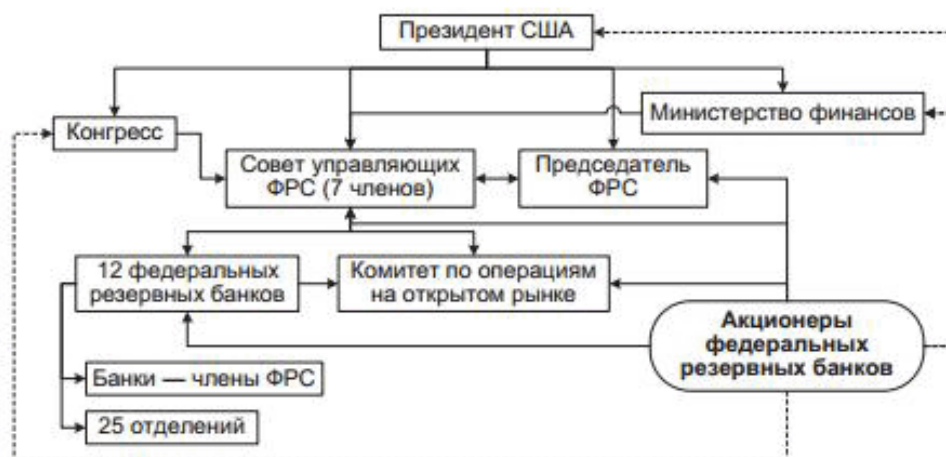 Президент США
Министерство финансов
Конгресс
Совет управляющих
ФРС (7 членов)
Председатель
ФРС
12 федеральных
резервных банков
Комитет по операциям
на открытом рынке
Акционеры
федеральных
резервных банков
Банки — члены ФРС
25 отделений